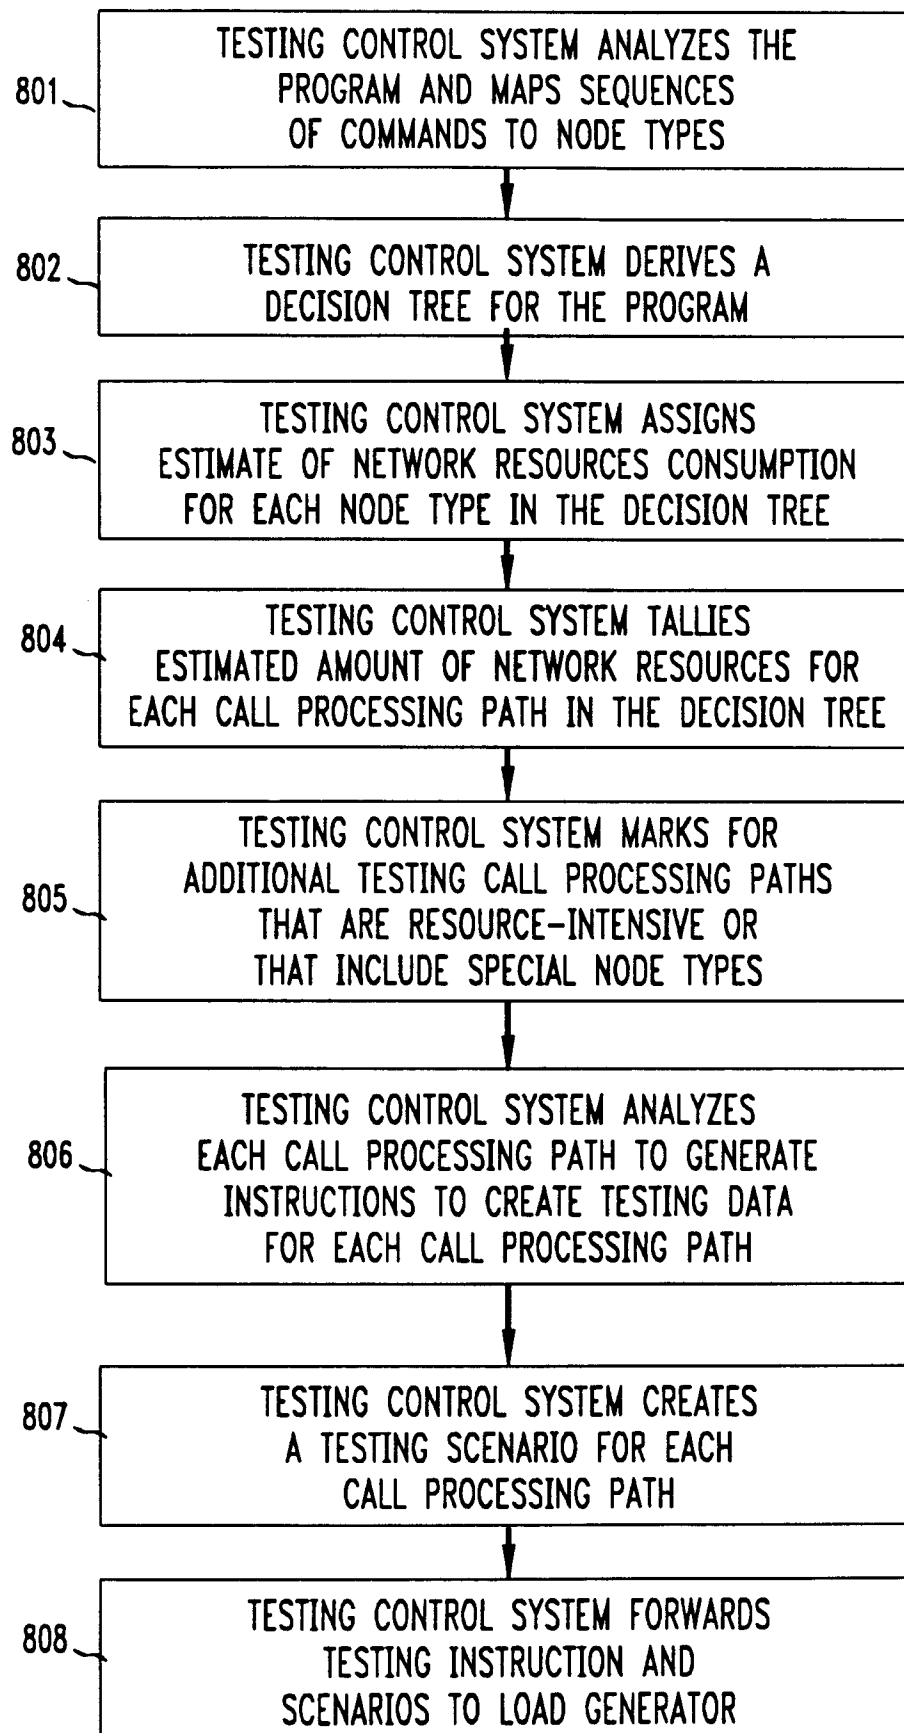 801
TESTING CONTROL SYSTEM ANALYZES THE
PROGRAM AND MAPS SEQUENCES
OF COMMANDS TO NODE TYPES
802
TESTING CONTROL SYSTEM DERIVES A
DECISION TREE FOR THE PROGRAM
803
TESTING CONTROL SYSTEM ASSIGNS
ESTIMATE OF NETWORK RESOURCES CONSUMPTION
FOR EACH NODE TYPE IN THE DECISION TREE
804
TESTING CONTROL SYSTEM TALLIES
ESTIMATED AMOUNT OF NETWORK RESOURCES FOR
EACH CALL PROCESSING PATH IN THE DECISION TREE
805
TESTING CONTROL SYSTEM MARKS FOR
ADDITIONAL TESTING CALL PROCESSING PATHS
THAT ARE RESOURCE-INTENSIVE OR
THAT INCLUDE SPECIAL NODE TYPES
806
TESTING CONTROL SYSTEM ANALYZES
EACH CALL PROCESSING PATH TO GENERATE
INSTRUCTIONS TO CREATE TESTING DATA
FOR EACH CALL PROCESSING PATH
807
TESTING CONTROL SYSTEM CREATES
A TESTING SCENARIO FOR EACH
CALL PROCESSING PATH
808
TESTING CONTROL SYSTEM FORWARDS
TESTING INSTRUCTION AND
SCENARIOS TO LOAD GENERATOR